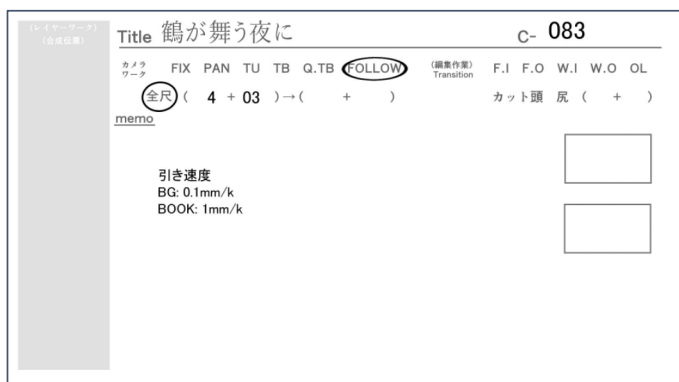 (レイヤーワーク)
(合成伝票)
Title 鶴が舞う夜に C- 083
カメラワーク FIX PAN TU TB Q.TB FOLLOW (編集作業) Transition F.I F.O W.I W.O OL
全尺 ( 4 + 03 )→( + ) カット頭 尻 ( + )
memo
引き速度
BG: 0.1mm/k
BOOK: 1mm/k